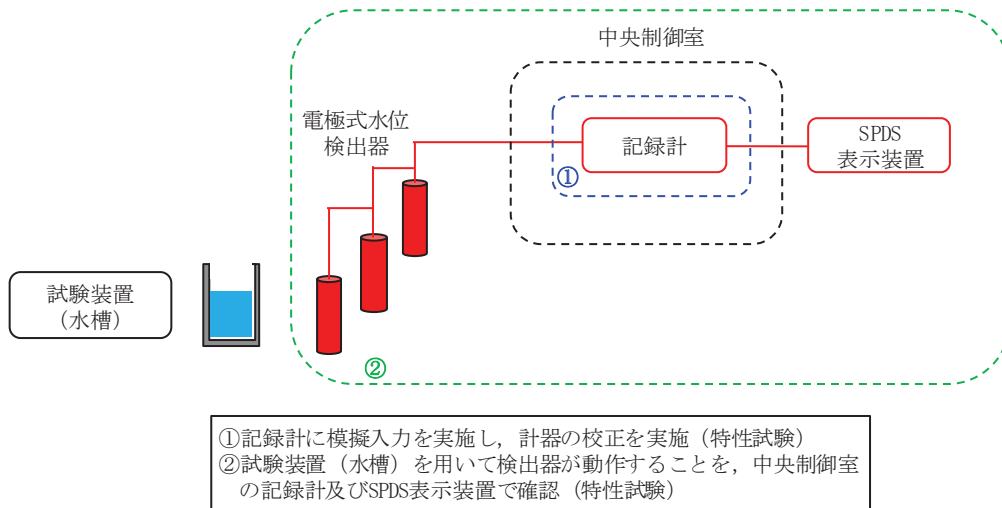 中央制御室
電極式水位
検出器
記録計
SPDS
表示装置
①
試験装置
（水槽）
②
①記録計に模擬入力を実施し，計器の校正を実施（特性試験）
②試験装置（水槽）を用いて検出器が動作することを，中央制御室
の記録計及びSPDS表示装置で確認（特性試験）